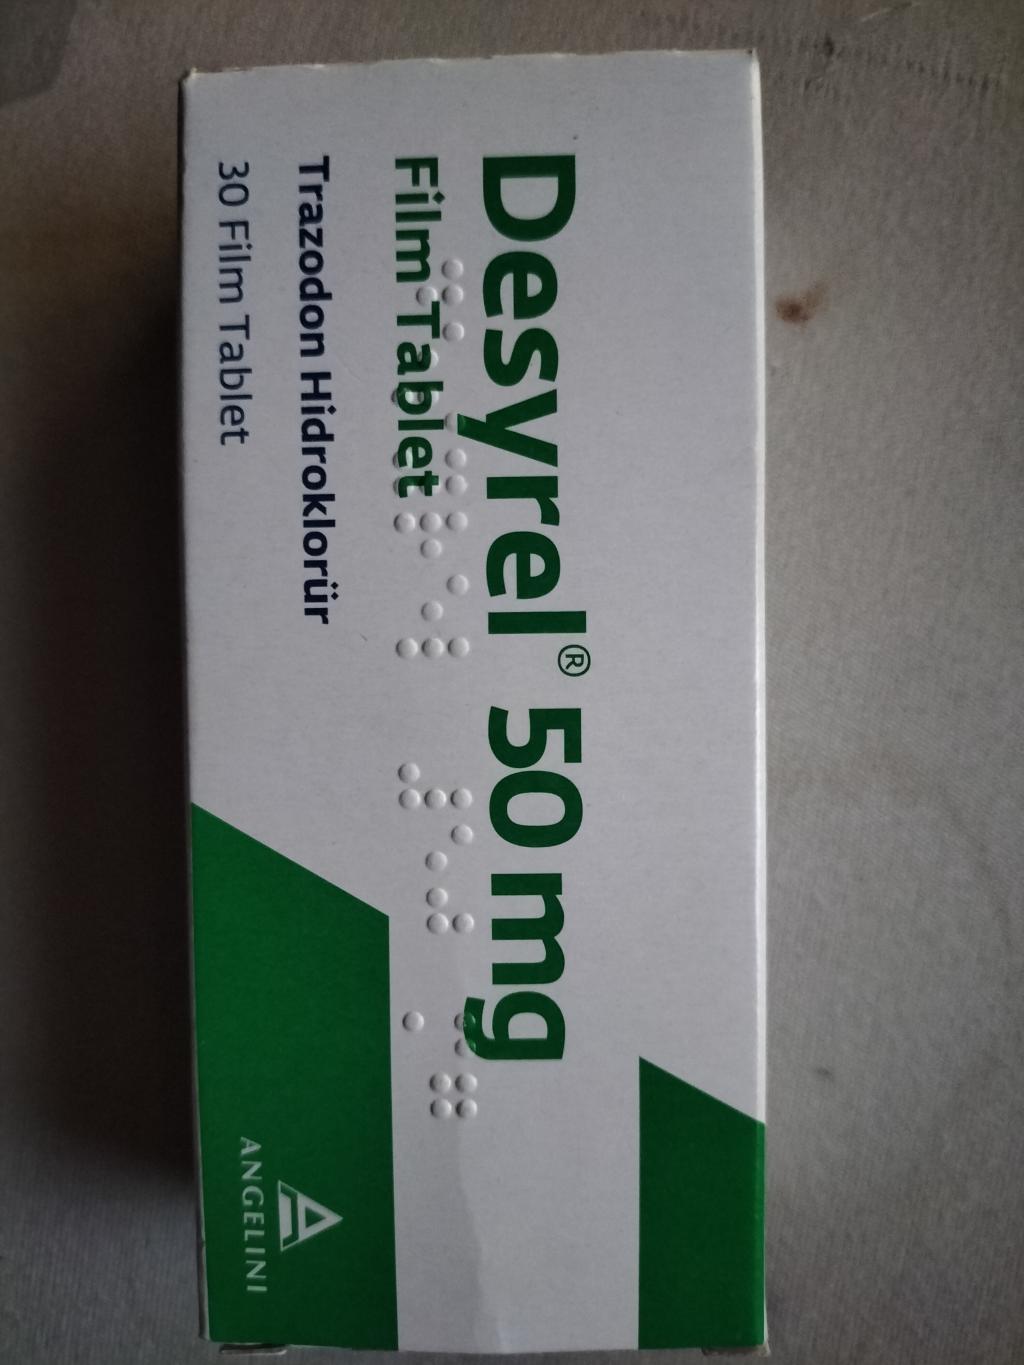 Desyrel® 50 mg
Film Tablet
Trazodon Hidroklorür
30 Film Tablet
ANGELINI